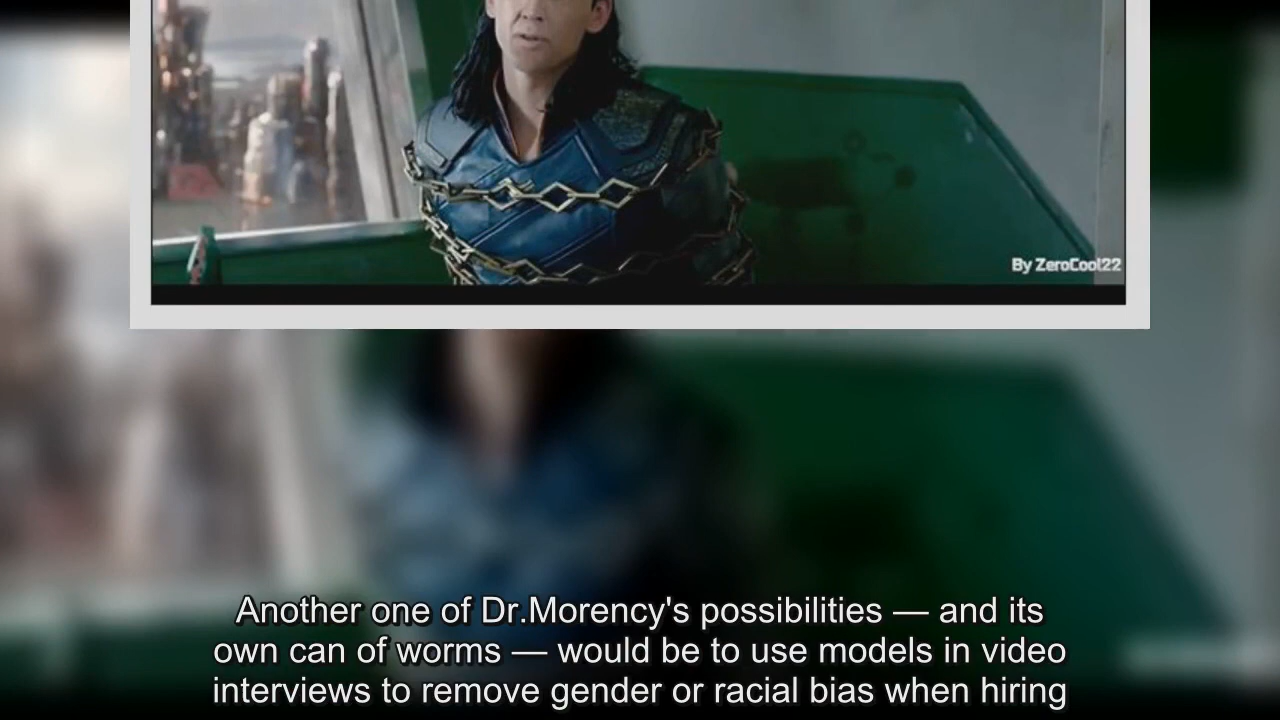 By ZeroCool22
Another one of Dr.Morency's possibilities — and its
own can of worms — would be to use models in video
interviews to remove gender or racial bias when hiring